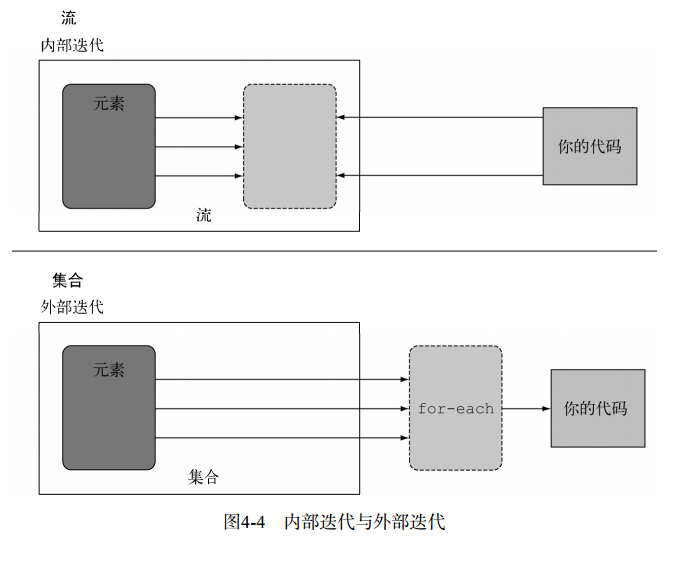 流
内部迭代
元素
你的代码
流
集合
外部迭代
元素
for-each
你的代码
集合
图4-4 内部迭代与外部迭代